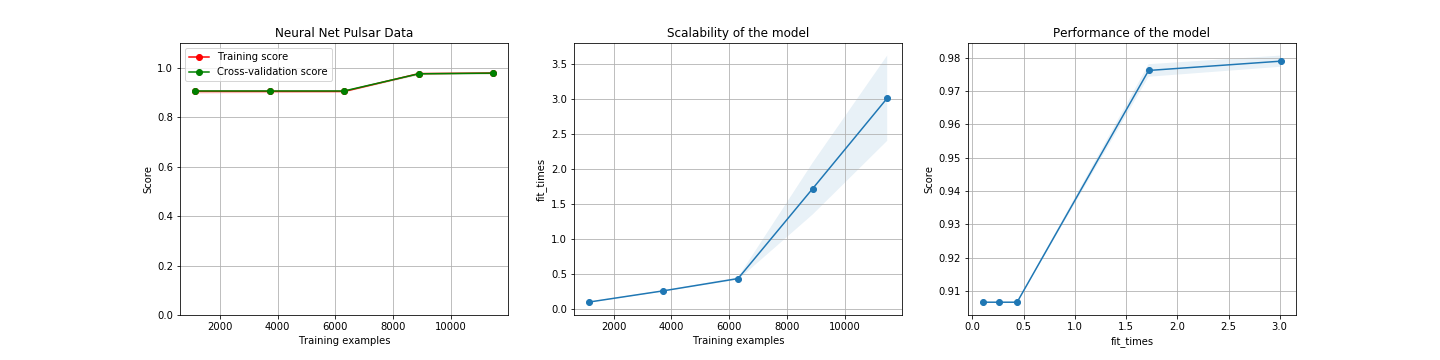 Neural Net Pulsar Data
Training score
Cross-validation score
1.0
0.8
0.6
0.4
0.2
0.0
Score
2000 4000 6000 8000 10000
Training examples
Scalability of the model
3.5
3.0
2.5
2.0
1.5
1.0
0.5
0.0
fit_times
2000 4000 6000 8000 10000
Training examples
Performance of the model
0.98
0.97
0.96
0.95
0.94
0.93
0.92
0.91
Score
0.0 0.5 1.0 1.5 2.0 2.5 3.0
fit_times